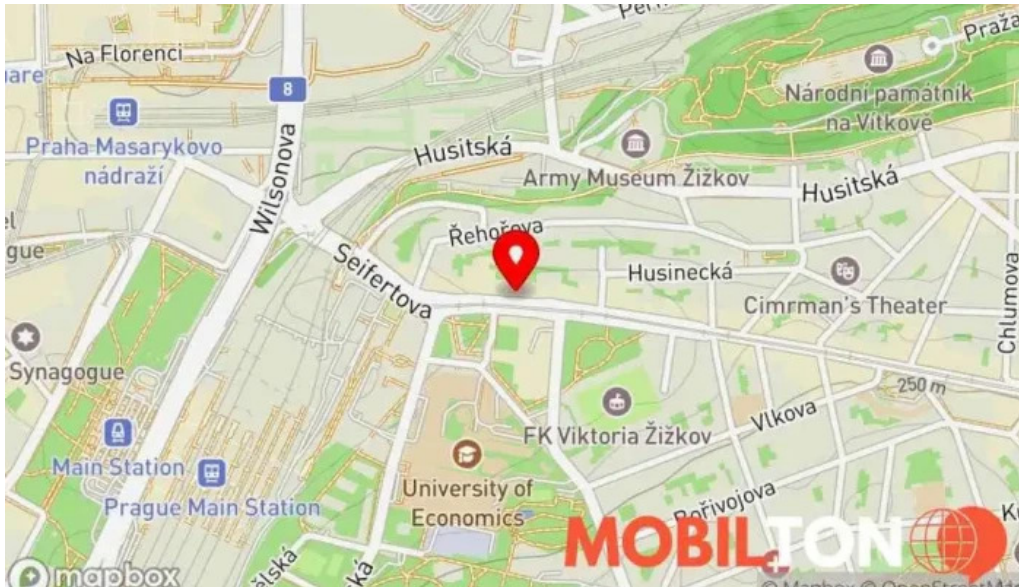 Na Florenci
8
Praha Masarykovo
nádraží
Wilsonova
Husitská
Army Museum Žižkov
Národní památník
na Vítkově
Husitská
Řehořova
Seifertova
Husinecká
Cimrman's Theater
Chlumova
Synagogue
250 m
Vlkova
FK Viktoria Žižkov
Main Station
Prague Main Station
University of
Economics
Bořivojova
MOBILTON
mapbox
© Mapbox ©